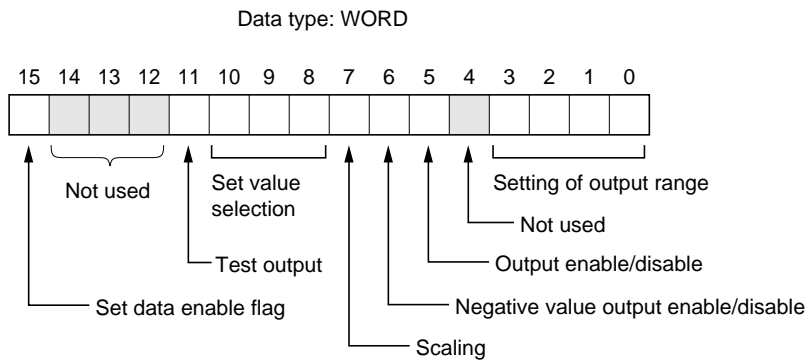 Data type: WORD
15 14 13 12 11 10 9 8 7 6 5 4 3 2 1 0
Not used
Set value
selection
Setting of output range
Not used
Test output
Output enable/disable
Set data enable flag
Negative value output enable/disable
Scaling